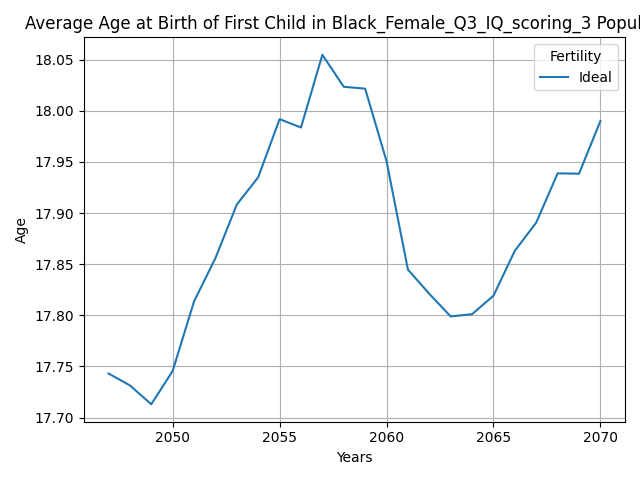 Average Age at Birth of First Child in Black_Female_Q3_IQ_scoring_3 Popul
Fertility
Ideal
18.05
18.00
17.95
17.90
17.85
17.80
17.75
17.70
Age
2050 2055 2060 2065 2070
Years